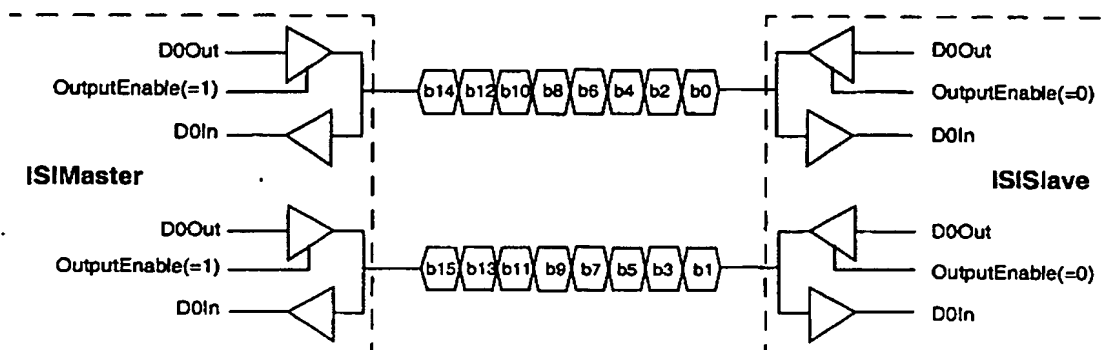 D0Out
OutputEnable(=1)
D0In
b14 b12 b10 b8 b6 b4 b2 b0
D0Out
OutputEnable(=0)
D0In
ISIMaster
ISISlave
D0Out
OutputEnable(=1)
D0In
b15 b13 b11 b9 b7 b5 b3 b1
D0Out
OutputEnable(=0)
D0In